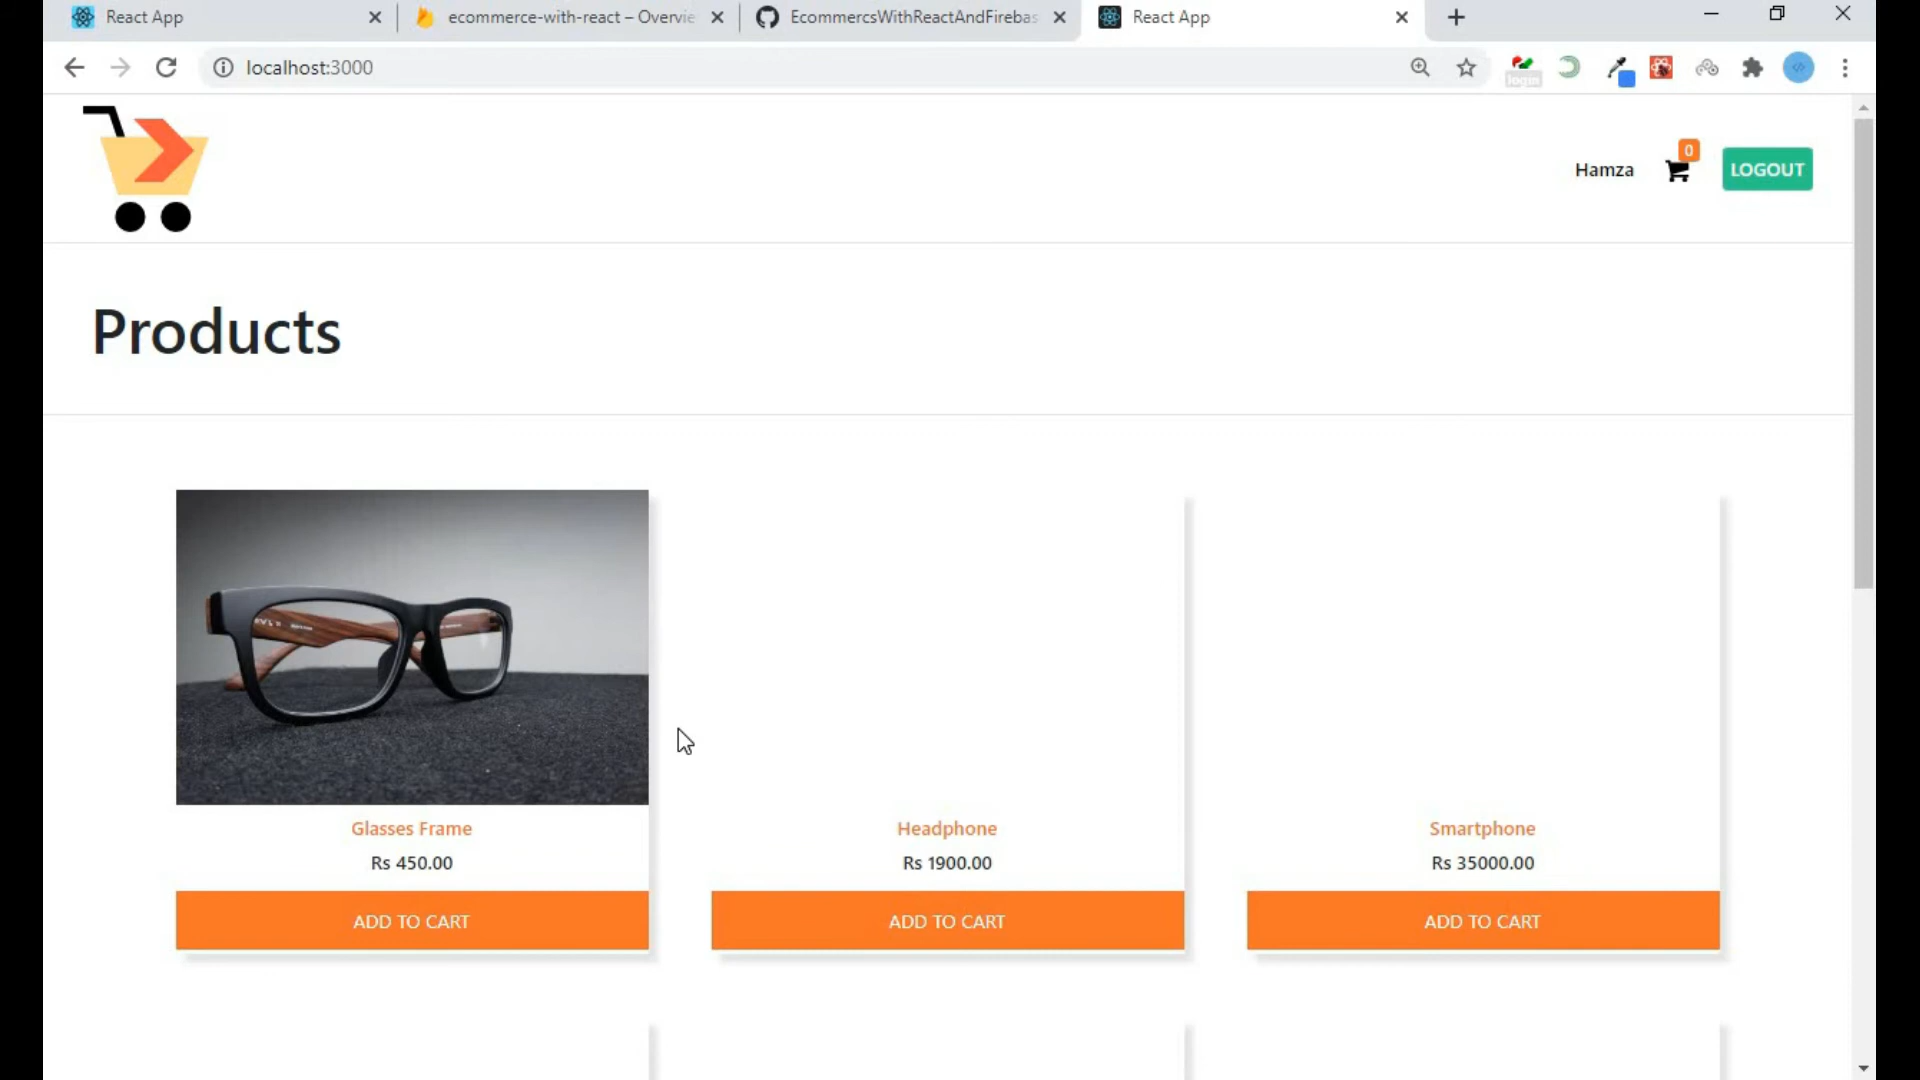 React App
ecommerce-with-react – Overvie
EcommercsWithReactAndFirebas
React App
localhost:3000
login
Hamza
0
LOGOUT
Products
Glasses Frame
Headphone
Smartphone
Rs 450.00
Rs 1900.00
Rs 35000.00
ADD TO CART
ADD TO CART
ADD TO CART